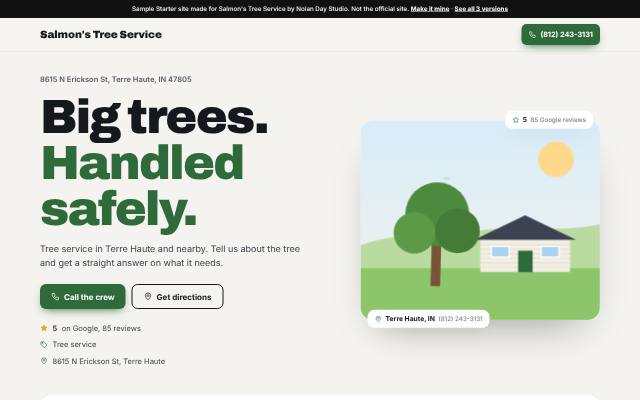 Sample Starter site made for Salmon's Tree Service by Nolan Day Studio. Not the official site. Make it mine · See all 3 versions
Salmon's Tree Service
(812) 243-3131
8615 N Erickson St, Terre Haute, IN 47805
Big trees.
Handled
safely.
Tree service in Terre Haute and nearby. Tell us about the tree
and get a straight answer on what it needs.
Call the crew
Get directions
5 on Google, 85 reviews
Tree service
8615 N Erickson St, Terre Haute
5 85 Google reviews
Terre Haute, IN (812) 243-3131